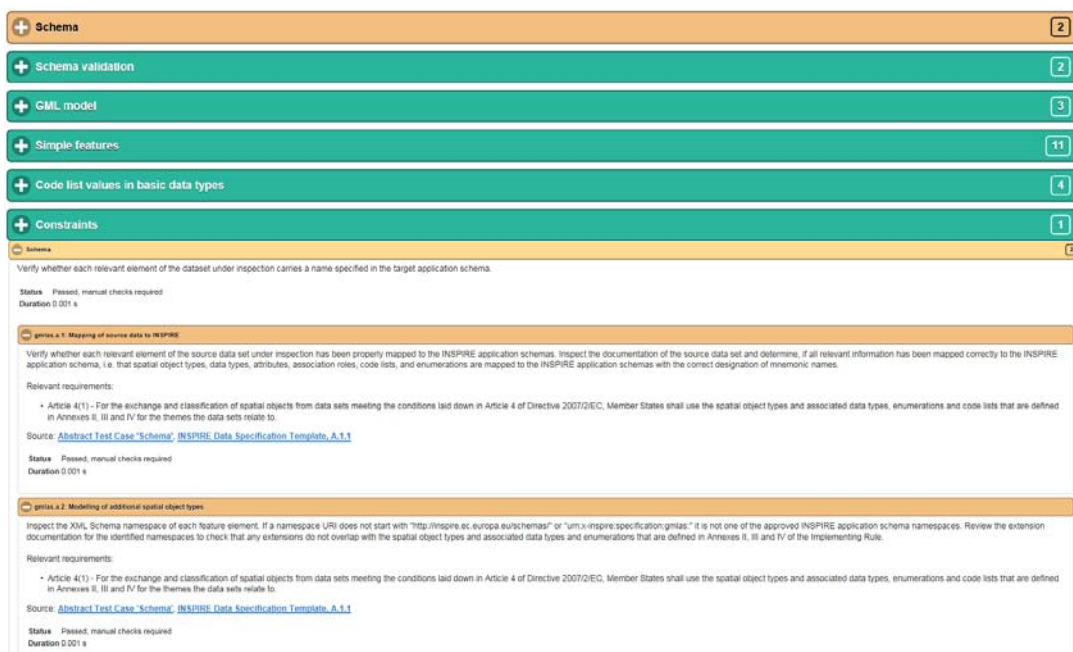 Schema 2
Schema validation 2
GML model 3
Simple features 11
Code list values in basic data types 4
Constraints 1
Schema 2
Verify whether each relevant element of the dataset under inspection carries a name specified in the target application schema.
Status Passed, manual checks required
Duration 0.001 s
gmlas.a.1: Mapping of source data to INSPIRE
Verify whether each relevant element of the source data set under inspection has been properly mapped to the INSPIRE application schemas. Inspect the documentation of the source data set and determine, if all relevant information has been mapped correctly to the INSPIRE
application schema, i.e. that spatial object types, data types, attributes, association roles, code lists, and enumerations are mapped to the INSPIRE application schemas with the correct designation of mnemonic names.
Relevant requirements:
• Article 4(1) - For the exchange and classification of spatial objects from data sets meeting the conditions laid down in Article 4 of Directive 2007/2/EC, Member States shall use the spatial object types and associated data types, enumerations and code lists that are defined
in Annexes II, III and IV for the themes the data sets relate to.
Source: Abstract Test Case 'Schema', INSPIRE Data Specification Template, A.1.1
Status Passed, manual checks required
Duration 0.001 s
gmlas.a.2: Modelling of additional spatial object types
Inspect the XML Schema namespace of each feature element. If a namespace URI does not start with "http://inspire.ec.europa.eu/schemas/" or "urn:x-inspire:specification:gmlas:" it is not one of the approved INSPIRE application schema namespaces. Review the extension
documentation for the identified namespaces to check that any extensions do not overlap with the spatial object types and associated data types and enumerations that are defined in Annexes II, III and IV of the Implementing Rule.
Relevant requirements:
• Article 4(1) - For the exchange and classification of spatial objects from data sets meeting the conditions laid down in Article 4 of Directive 2007/2/EC, Member States shall use the spatial object types and associated data types, enumerations and code lists that are defined
in Annexes II, III and IV for the themes the data sets relate to.
Source: Abstract Test Case 'Schema', INSPIRE Data Specification Template, A.1.1
Status Passed, manual checks required
Duration 0.001 s